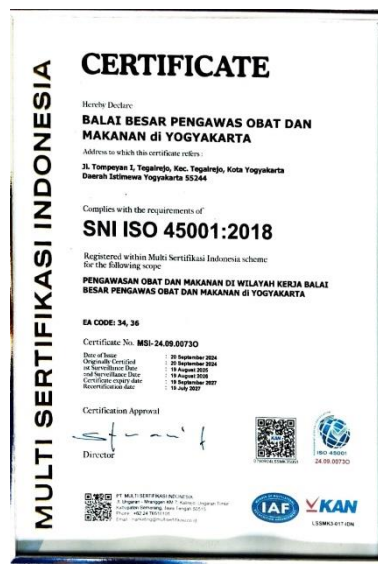 MULTI SERTIFIKASI INDONESIA
CERTIFICATE
Hereby Declare
BALAI BESAR PENGAWAS OBAT DAN
MAKANAN di YOGYAKARTA
Address to which this certificate refers :
Jl. Tompeyan I, Tegalrejo, Kec. Tegalrejo, Kota Yogyakarta
Daerah Istimewa Yogyakarta 55244
Complies with the requirements of
SNI ISO 45001:2018
Registered within Multi Sertifikasi Indonesia scheme
for the following scope
PENGAWASAN OBAT DAN MAKANAN DI WILAYAH KERJA BALAI
BESAR PENGAWAS OBAT DAN MAKANAN di YOGYAKARTA
EA CODE: 34, 36
Certificate No. MSI-24.09.0073O
Date of Issue : 20 September 2024
Originally Certified : 20 September 2024
1st Surveillance Date : 19 August 2025
2nd Surveillance Date : 19 August 2026
Certificate expiry date : 19 September 2027
Recertification date : 19 July 2027
Certification Approval
Director
ISO 45001
24.09.0073O
PT. MULTI SERTIFIKASI INDONESIA
IAF
KAN
LSSMK3-017-IDN